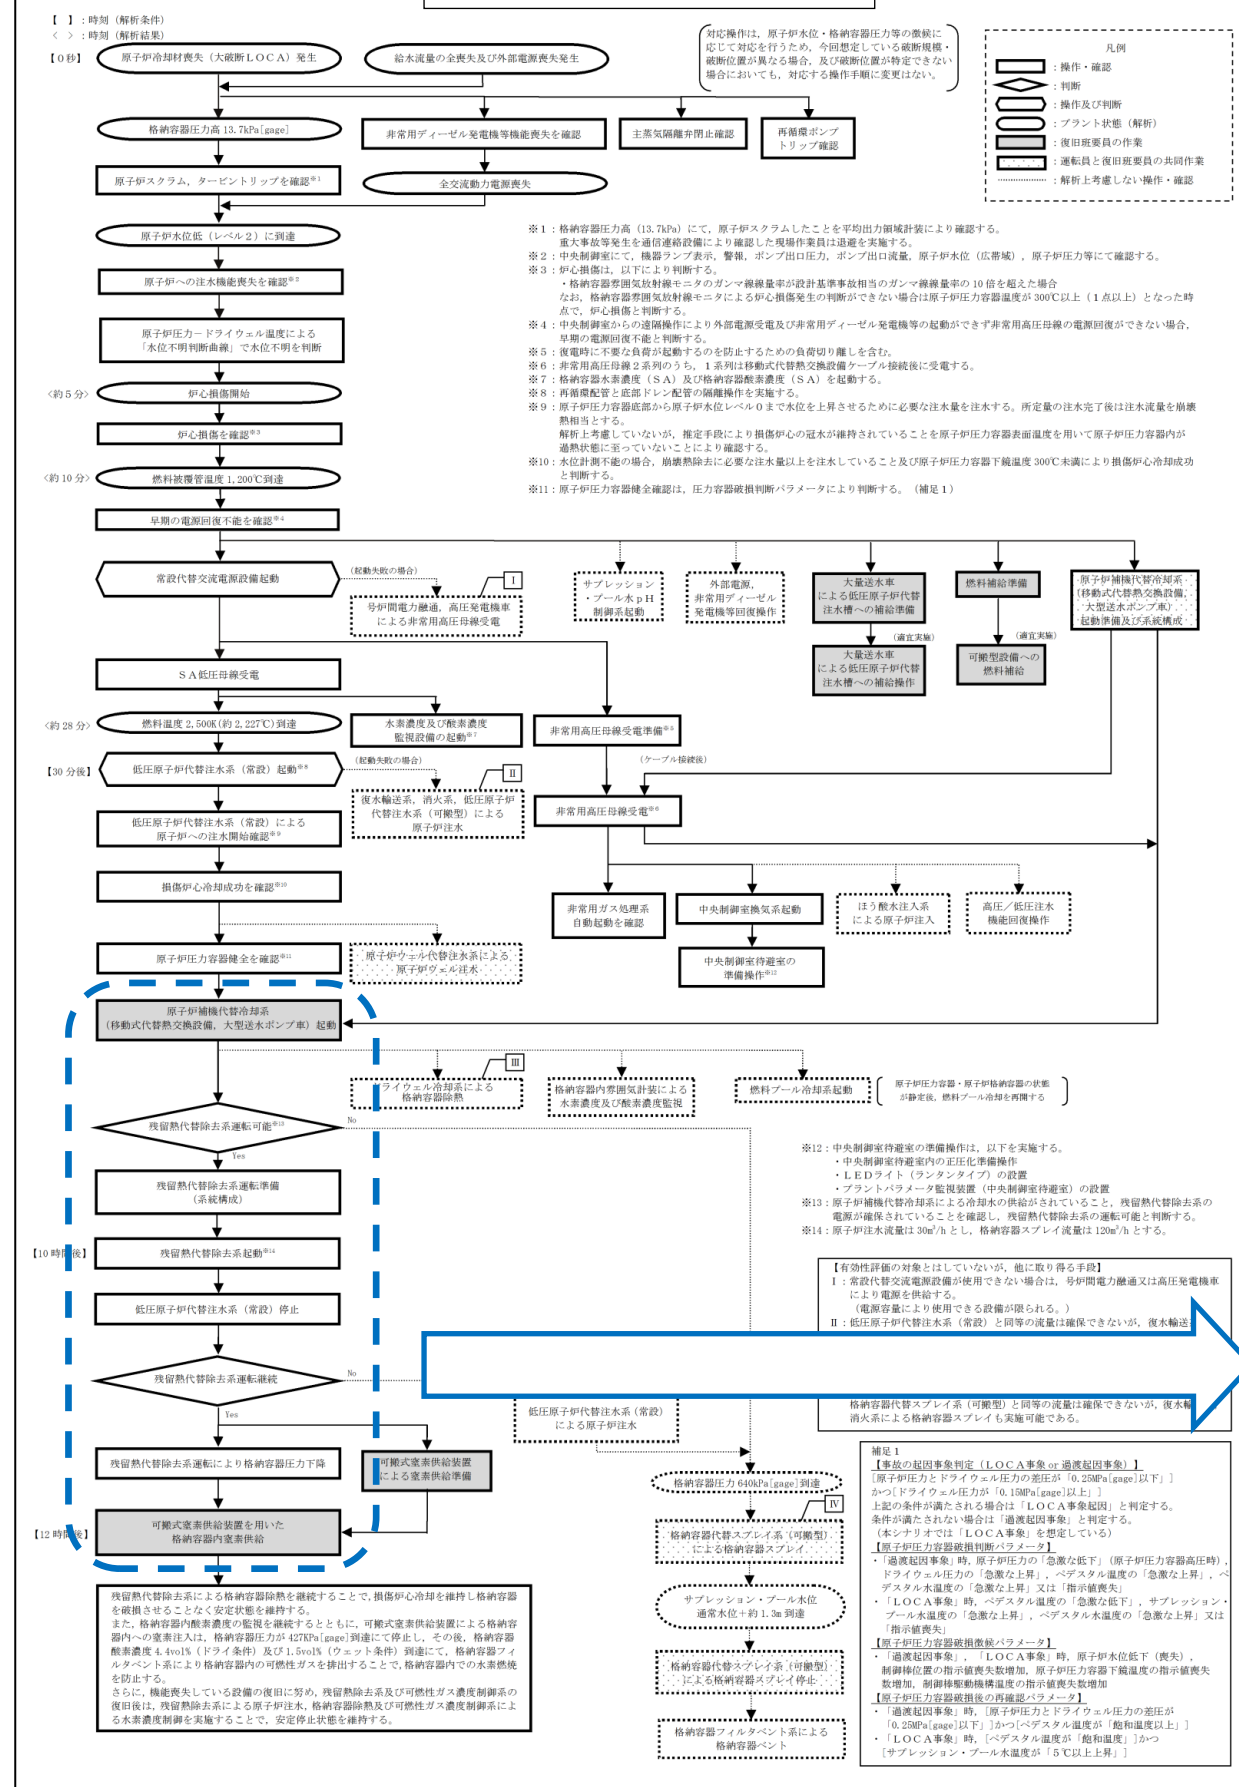 【　】：時刻（解析条件）
〈　〉：時刻（解析結果）
【0秒】
原子炉冷却材喪失（大破断ＬＯＣＡ）発生
給水流量の全喪失及び外部電源喪失発生
対応操作は，原子炉水位・格納容器圧力等の徴候に
応じて対応を行うため，今回想定している破断規模・
破断位置が異なる場合，及び破断位置が特定できない
場合においても，対応する操作手順に変更はない。
凡例
：操作・確認
：判断
：操作及び判断
：プラント状態（解析）
：復旧班要員の作業
：運転員と復旧班要員の共同作業
：解析上考慮しない操作・確認
格納容器圧力高 13.7kPa[gage]
非常用ディーゼル発電機等機能喪失を確認
主蒸気隔離弁閉止確認
再循環ポンプ
トリップ確認
原子炉スクラム，タービントリップを確認※1
全交流動力電源喪失
原子炉水位低（レベル２）に到達
原子炉への注水機能喪失を確認※2
原子炉圧力－ドライウェル温度による
「水位不明判断曲線」で水位不明を判断
〈約５分〉
炉心損傷開始
炉心損傷を確認※3
〈約 10 分〉
燃料被覆管温度 1,200℃到達
早期の電源回復不能を確認※4
※１：格納容器圧力高（13.7kPa）にて，原子炉スクラムしたことを平均出力領域計装により確認する。
重大事故等発生を通信連絡設備により確認した現場作業員は退避を実施する。
※２：中央制御室にて，機器ランプ表示，警報，ポンプ出口圧力，ポンプ出口流量，原子炉水位（広帯域），原子炉圧力等にて確認する。
※３：炉心損傷は，以下により判断する。
・格納容器雰囲気放射線モニタのガンマ線線量率が設計基準事故相当のガンマ線線量率の 10 倍を超えた場合
なお，格納容器雰囲気放射線モニタによる炉心損傷発生の判断ができない場合は原子炉圧力容器温度が 300℃以上（１点以上）となった時
点で，炉心損傷と判断する。
※４：中央制御室からの遠隔操作により外部電源受電及び非常用ディーゼル発電機等の起動ができず非常用高圧母線の電源回復ができない場合，
早期の電源回復不能と判断する。
※５：復電時に不要な負荷が起動するのを防止するための負荷切り離しを含む。
※６：非常用高圧母線２系列のうち，１系列は移動式代替熱交換設備ケーブル接続後に受電する。
※７：格納容器水素濃度（ＳＡ）及び格納容器酸素濃度（ＳＡ）を起動する。
※８：再循環配管と底部ドレン配管の隔離操作を実施する。
※９：原子炉圧力容器底部から原子炉水位レベル０まで水位を上昇させるために必要な注水量を注水する。所定量の注水完了後は注水流量を崩壊
熱相当とする。
解析上考慮していないが，推定手段により損傷炉心の冠水が維持されていることを原子炉圧力容器表面温度を用いて原子炉圧力容器内が
過熱状態に至っていないことにより確認する。
※10：水位計測不能の場合，崩壊熱除去に必要な注水量以上を注水していること及び原子炉圧力容器下鏡温度 300℃未満により損傷炉心冷却成功
と判断する。
※11：原子炉圧力容器健全確認は，圧力容器破損判断パラメータにより判断する。（補足１）
常設代替交流電源設備起動
（起動失敗の場合）
Ⅰ
号炉間電力融通，高圧発電機車
による非常用高圧母線受電
サプレッション
・プール水ｐＨ
制御系起動
外部電源，
非常用ディーゼル
発電機等回復操作
大量送水車
による低圧原子炉代替
注水槽への補給準備
（適宜実施）
大量送水車
による低圧原子炉代替
注水槽への補給操作
燃料補給準備
（適宜実施）
可搬型設備への
燃料補給
原子炉補機代替冷却系
（移動式代替熱交換設備，
大型送水ポンプ車）
起動準備及び系統構成
ＳＡ低圧母線受電
〈約 28 分〉
燃料温度 2,500K(約 2,227℃)到達
水素濃度及び酸素濃度
監視設備の起動※7
非常用高圧母線受電準備※5
（ケーブル接続後）
【30 分後】
低圧原子炉代替注水系（常設）起動※8
（起動失敗の場合）
Ⅱ
復水輸送系，消火系，低圧原子炉
代替注水系（可搬型）による
原子炉注水
非常用高圧母線受電※6
低圧原子炉代替注水系（常設）による
原子炉への注水開始確認※9
損傷炉心冷却成功を確認※10
非常用ガス処理系
自動起動を確認
中央制御室換気系起動
ほう酸水注入系
による原子炉注入
高圧／低圧注水
機能回復操作
原子炉圧力容器健全を確認※11
原子炉ウェル代替注水系による
原子炉ウェル注水
中央制御室待避室の
準備操作※12
原子炉補機代替冷却系
（移動式代替熱交換設備，大型送水ポンプ車）起動
Ⅲ
ドライウェル冷却系による
格納容器除熱
格納容器内雰囲気計装による
水素濃度及び酸素濃度監視
燃料プール冷却系起動
原子炉圧力容器・原子炉格納容器の状態
が静定後，燃料プール冷却を再開する
残留熱代替除去系運転可能※13
No
Yes
残留熱代替除去系運転準備
（系統構成）
【10 時間後】
残留熱代替除去系起動※14
低圧原子炉代替注水系（常設）停止
残留熱代替除去系運転継続
No
Yes
※12：中央制御室待避室の準備操作は，以下を実施する。
・中央制御室待避室内の正圧化準備操作
・ＬＥＤライト（ランタンタイプ）の設置
・プラントパラメータ監視装置（中央制御室待避室）の設置
※13：原子炉補機代替冷却系による冷却水の供給がされていること，残留熱代替除去系の
電源が確保されていることを確認し，残留熱代替除去系の運転可能と判断する。
※14：原子炉注水流量は 30m³/h とし，格納容器スプレイ流量は 120m³/h とする。
【有効性評価の対象とはしていないが，他に取り得る手段】
Ⅰ：常設代替交流電源設備が使用できない場合は，号炉間電力融通又は高圧発電機車
により電源を供給する。
（電源容量により使用できる設備が限られる。）
Ⅱ：低圧原子炉代替注水系（常設）と同等の流量は確保できないが，復水輸送
格納容器代替スプレイ系（可搬型）と同等の流量は確保できないが，復水輸
消火系による格納容器スプレイも実施可能である。
低圧原子炉代替注水系（常設）
による原子炉注水
残留熱代替除去系運転により格納容器圧力下降
可搬式窒素供給装置
による窒素供給準備
【12 時間後】
可搬式窒素供給装置を用いた
格納容器内窒素供給
格納容器圧力 640kPa[gage]到達
Ⅳ
格納容器代替スプレイ系（可搬型）
による格納容器スプレイ
サプレッション・プール水位
通常水位＋約 1.3m 到達
格納容器代替スプレイ系（可搬型）
による格納容器スプレイ停止
格納容器フィルタベント系による
格納容器ベント
残留熱代替除去系による格納容器除熱を継続することで，損傷炉心冷却を維持し格納容器
を破損させることなく安定状態を維持する。
また，格納容器内酸素濃度の監視を継続するとともに，可搬式窒素供給装置による格納容
器内への窒素注入は，格納容器圧力が 427KPa[gage]到達にて停止し，その後，格納容器
酸素濃度 4.4vol%（ドライ条件）及び 1.5vol%（ウェット条件）到達にて，格納容器フィ
ルタベント系により格納容器内の可燃性ガスを排出することで，格納容器内での水素燃焼
を防止する。
さらに，機能喪失している設備の復旧に努め，残留熱除去系及び可燃性ガス濃度制御系の
復旧後は，残留熱除去系による原子炉注水，格納容器除熱及び可燃性ガス濃度制御系によ
る水素濃度制御を実施することで，安定停止状態を維持する。
補足１
【事故の起因事象判定（ＬＯＣＡ事象 or 過渡起因事象）】
[原子炉圧力とドライウェル圧力の差圧が「0.25MPa[gage]以下」]
かつ[ドライウェル圧力が「0.15MPa[gage]以上」]
上記の条件が満たされる場合は「ＬＯＣＡ事象起因」と判定する。
条件が満たされない場合は「過渡起因事象」と判定する。
（本シナリオでは「ＬＯＣＡ事象」を想定している）
【原子炉圧力容器破損判断パラメータ】
・「過渡起因事象」時，原子炉圧力の「急激な低下」（原子炉圧力容器高圧時），
ドライウェル圧力の「急激な上昇」，ペデスタル温度の「急激な上昇」，ペ
デスタル水温度の「急激な上昇」又は「指示値喪失」
・「ＬＯＣＡ事象」時，ペデスタル温度の「急激な低下」，サプレッション・
プール水温度の「急激な上昇」，ペデスタル水温度の「急激な上昇」又は
「指示値喪失」
【原子炉圧力容器破損徴候パラメータ】
・「過渡起因事象」，「ＬＯＣＡ事象」時，原子炉水位低下（喪失），
制御棒位置の指示値喪失数増加，原子炉圧力容器下鏡温度の指示値喪失
数増加，制御棒駆動機構温度の指示値喪失数増加
【原子炉圧力容器破損後の再確認パラメータ】
・「過渡起因事象」時，[原子炉圧力とドライウェル圧力の差圧が
「0.25MPa[gage]以下」]かつ[ペデスタル温度が「飽和温度以上」]
・「ＬＯＣＡ事象」時，[ペデスタル温度が「飽和温度」]かつ
[サプレッション・プール水温度が「５℃以上上昇」]